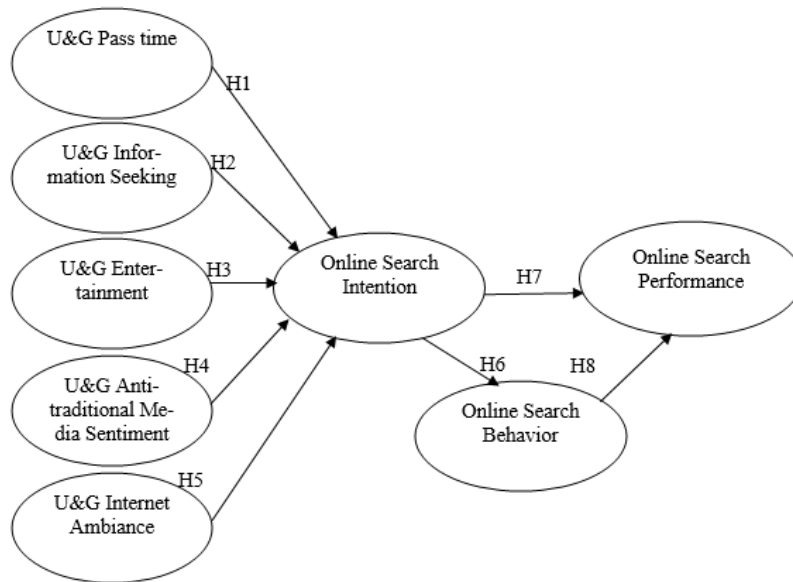 U&G Pass time
H1
U&G Infor-
mation Seeking
H2
U&G Enter-
tainment
H3
U&G Anti-
traditional Me-
dia Sentiment
H4
U&G Internet
Ambiance
H5
Online Search
Intention
H7
H6
Online Search
Behavior
H8
Online Search
Performance